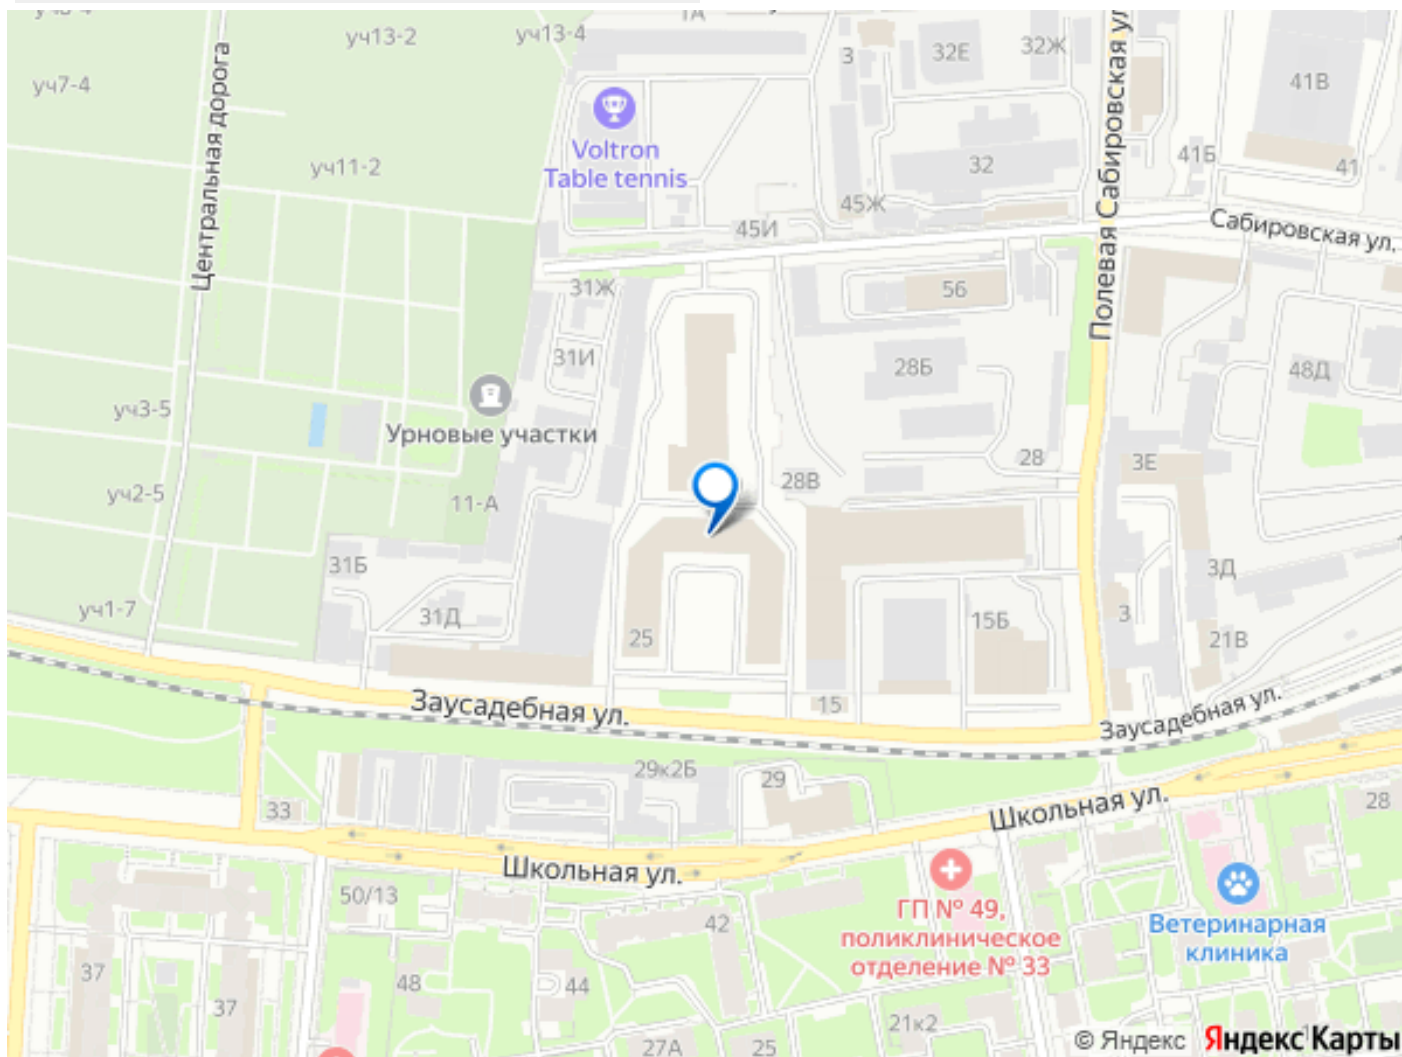 1А
уч13-2
уч13-4
3
32Е
32Ж
41В
уч7-4
Центральная дорога
Полевая Сабировская ул
Voltron
Table tennis
уч11-2
32
41Б
41
45Ж
45И
Сабировская ул.
31Ж
56
31И
28Б
48Д
уч3-5
Урновые участки
28
3Е
28В
уч2-5
11-А
31Б
3Д
уч1-7
31Д
25
15Б
3
21В
15
Заусадебная ул.
Заусадебная ул.
29к2Б
29
33
28
Школьная ул.
Школьная ул.
50/13
42
ГП № 49,
поликлиническое
отделение № 33
Ветеринарная
клиника
37
48
44
37
21к2
27А
25
© Яндекс Яндекс Карты